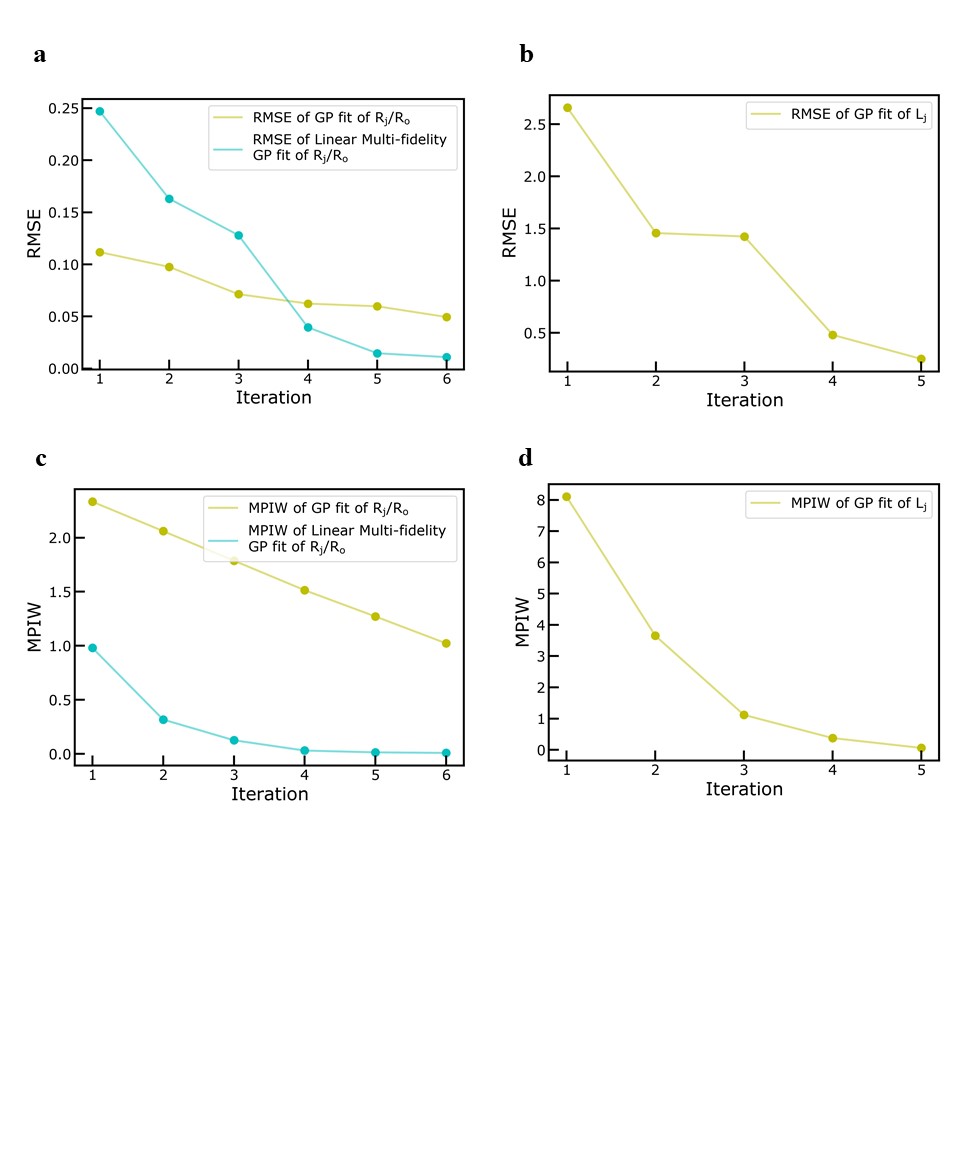 a
RMSE of GP fit of Rⱼ/Rₒ
RMSE of Linear Multi-fidelity
GP fit of Rⱼ/Rₒ
0.25
0.20
0.15
0.10
0.05
0.00
RMSE
1 2 3 4 5 6
Iteration
b
RMSE of GP fit of Lⱼ
2.5
2.0
1.5
1.0
0.5
RMSE
1 2 3 4 5
Iteration
c
MPIW of GP fit of Rⱼ/Rₒ
MPIW of Linear Multi-fidelity
GP fit of Rⱼ/Rₒ
2.0
1.5
1.0
0.5
0.0
MPIW
1 2 3 4 5 6
Iteration
d
MPIW of GP fit of Lⱼ
8
7
6
5
4
3
2
1
0
MPIW
1 2 3 4 5
Iteration